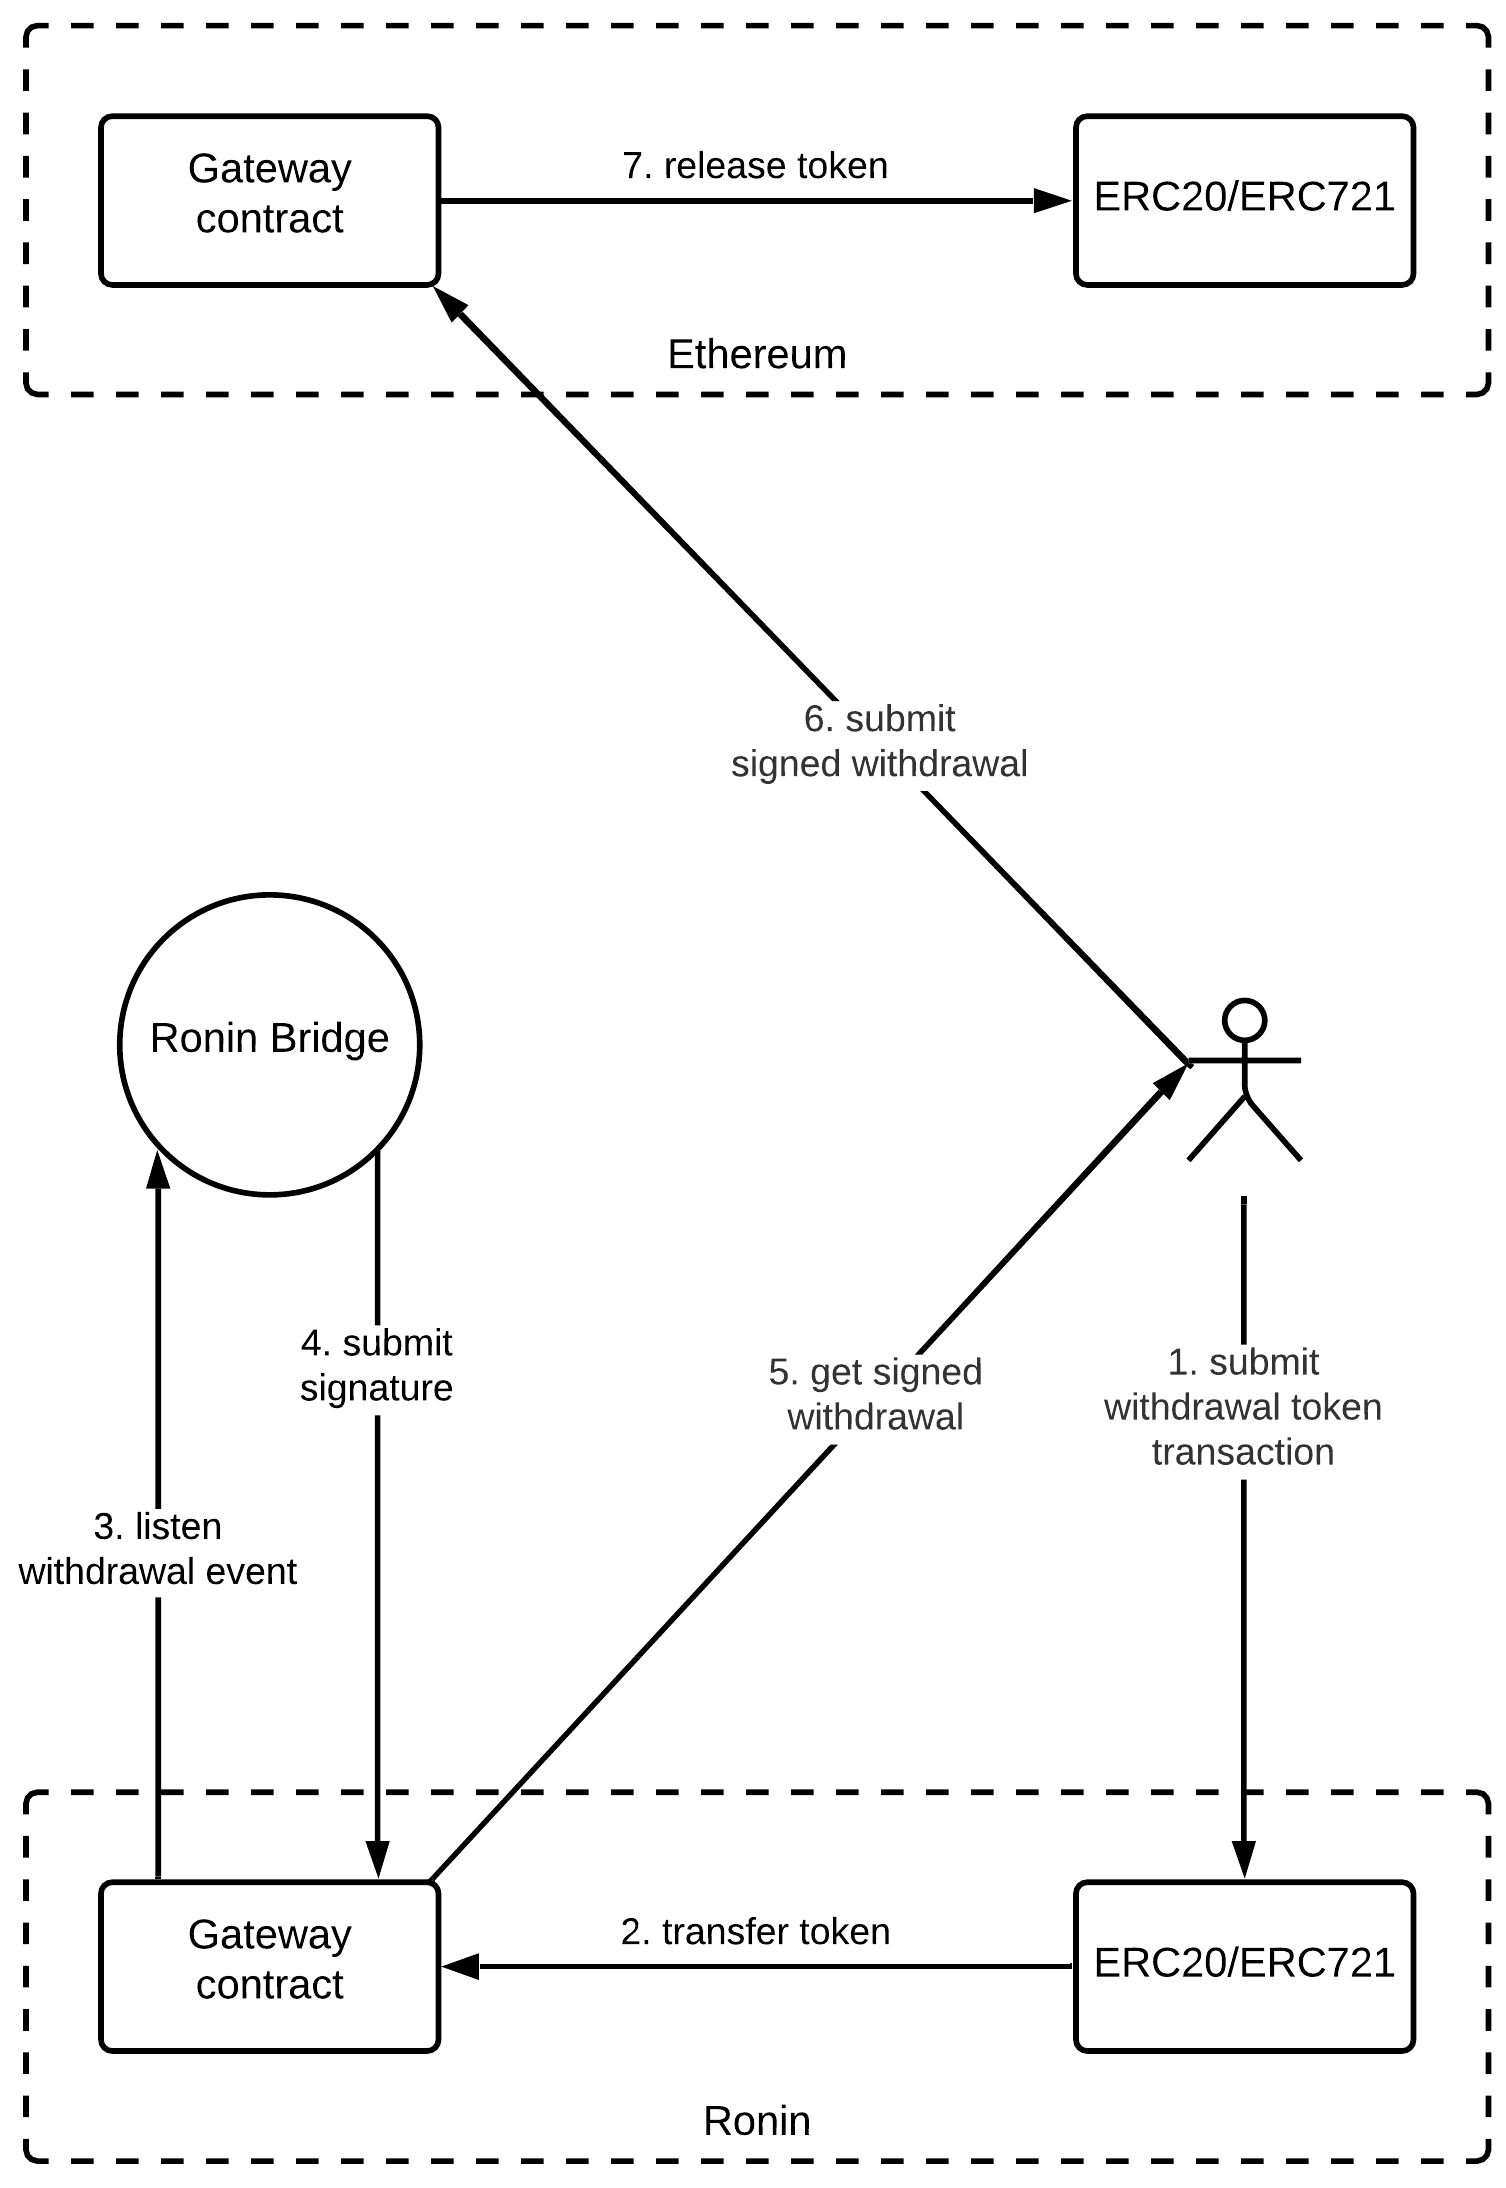 Gateway
contract
7. release token
ERC20/ERC721
Ethereum
6. submit
signed withdrawal
Ronin Bridge
4. submit
signature
5. get signed
withdrawal
1. submit
withdrawal token
transaction
3. listen
withdrawal event
Gateway
contract
2. transfer token
ERC20/ERC721
Ronin